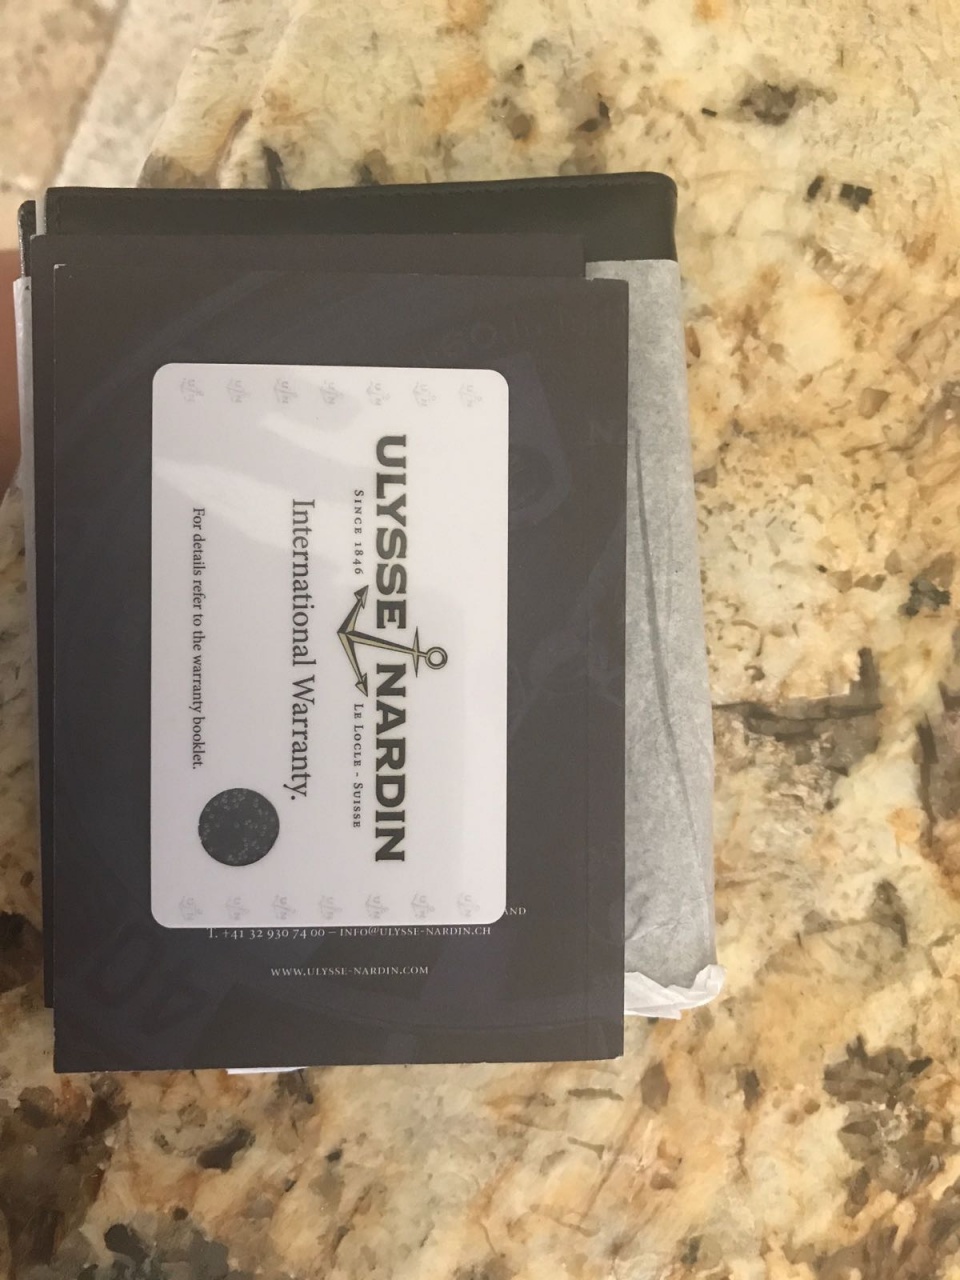 ULYSSE NARDIN
SINCE 1846 LE LOCLE - SUISSE
International Warranty.
For details refer to the warranty booklet.
T. +41 32 930 74 00 – INFO@ULYSSE-NARDIN.CH
WWW.ULYSSE-NARDIN.COM